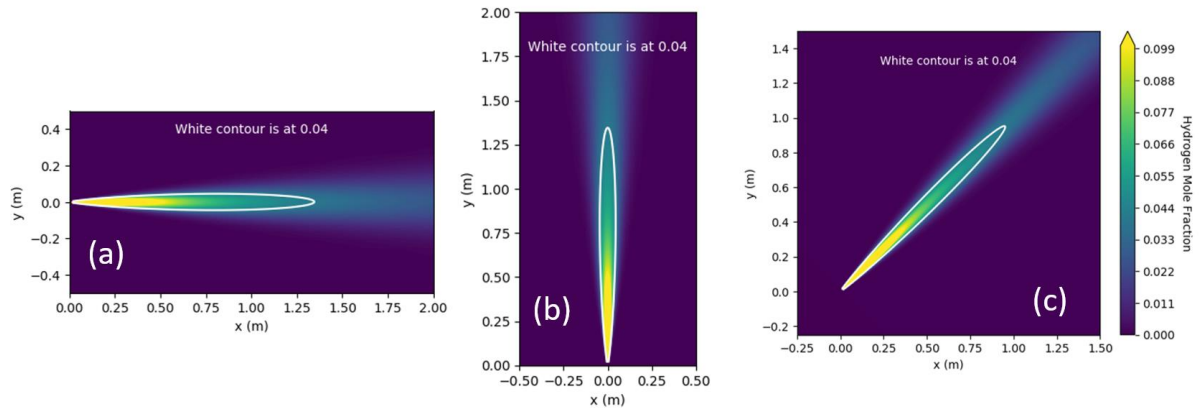 White contour is at 0.04
0.4
0.2
0.0
−0.2
−0.4
y (m)
(a)
0.00 0.25 0.50 0.75 1.00 1.25 1.50 1.75 2.00
x (m)
White contour is at 0.04
2.00
1.75
1.50
1.25
1.00
0.75
0.50
0.25
0.00
y (m)
(b)
−0.50 −0.25 0.00 0.25 0.50
x (m)
White contour is at 0.04
1.4
1.2
1.0
0.8
0.6
0.4
0.2
0.0
−0.2
y (m)
(c)
−0.25 0.00 0.25 0.50 0.75 1.00 1.25 1.50
x (m)
0.099
0.088
0.077
0.066
0.055
0.044
0.033
0.022
0.011
0.000
Hydrogen Mole Fraction